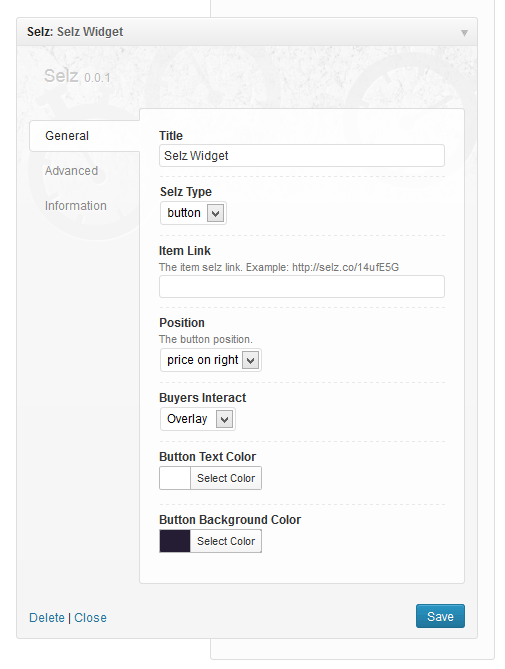 Selz: Selz Widget
Selz 0.0.1
General
Advanced
Information
Title
Selz Widget
Selz Type
button
Item Link
The item selz link. Example: http://selz.co/14ufE5G
Position
The button position.
price on right
Buyers Interact
Overlay
Button Text Color
Select Color
Button Background Color
Select Color
Delete | Close
Save